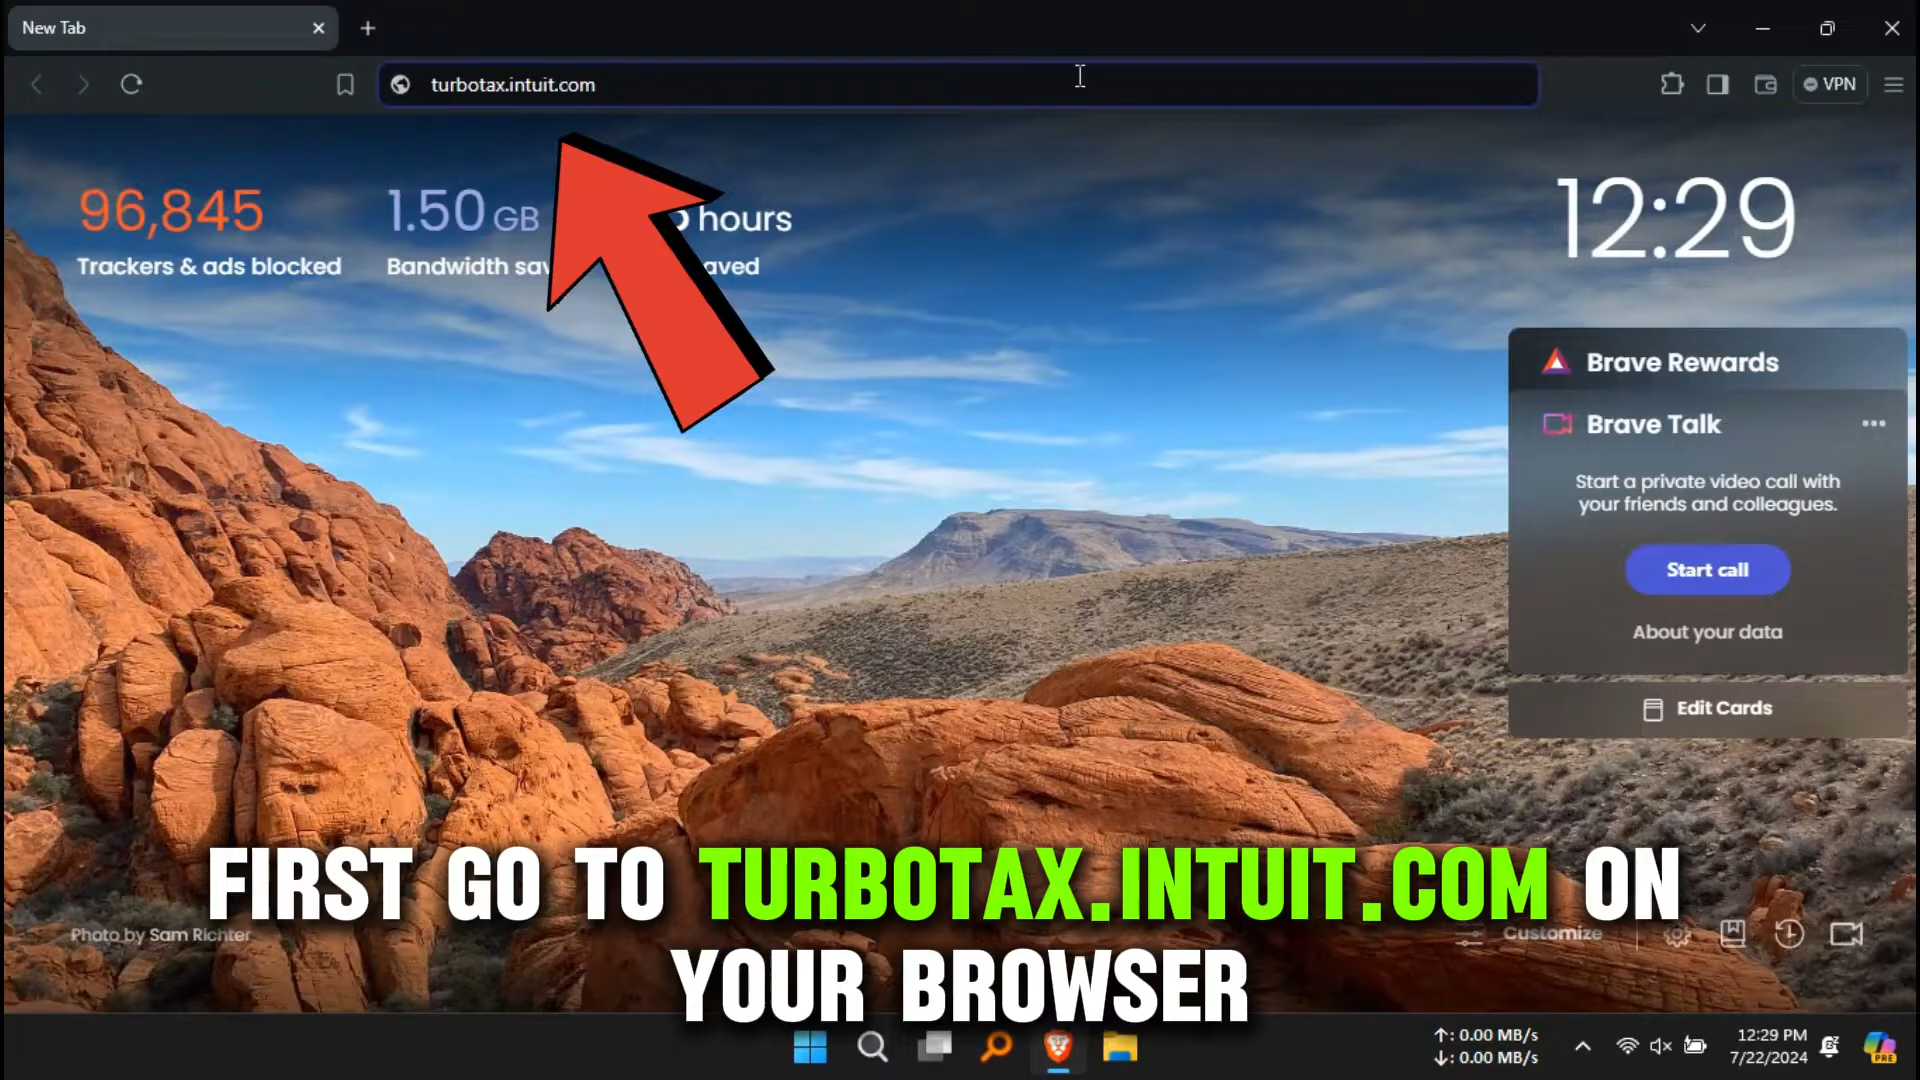 New Tab
turbotax.intuit.com
VPN
96,845
Trackers & ads blocked
1.50 GB
Bandwidth
hours
12:29
Brave Rewards
Brave Talk
Start a private video call with
your friends and colleagues.
Start call
About your data
Edit Cards
FIRST GO TO TURBOTAX.INTUIT.COM ON
YOUR BROWSER
Photo by Sam Richter
Customize
↑: 0.00 MB/s
↓: 0.00 MB/s
12:29 PM
7/22/2024
PRE